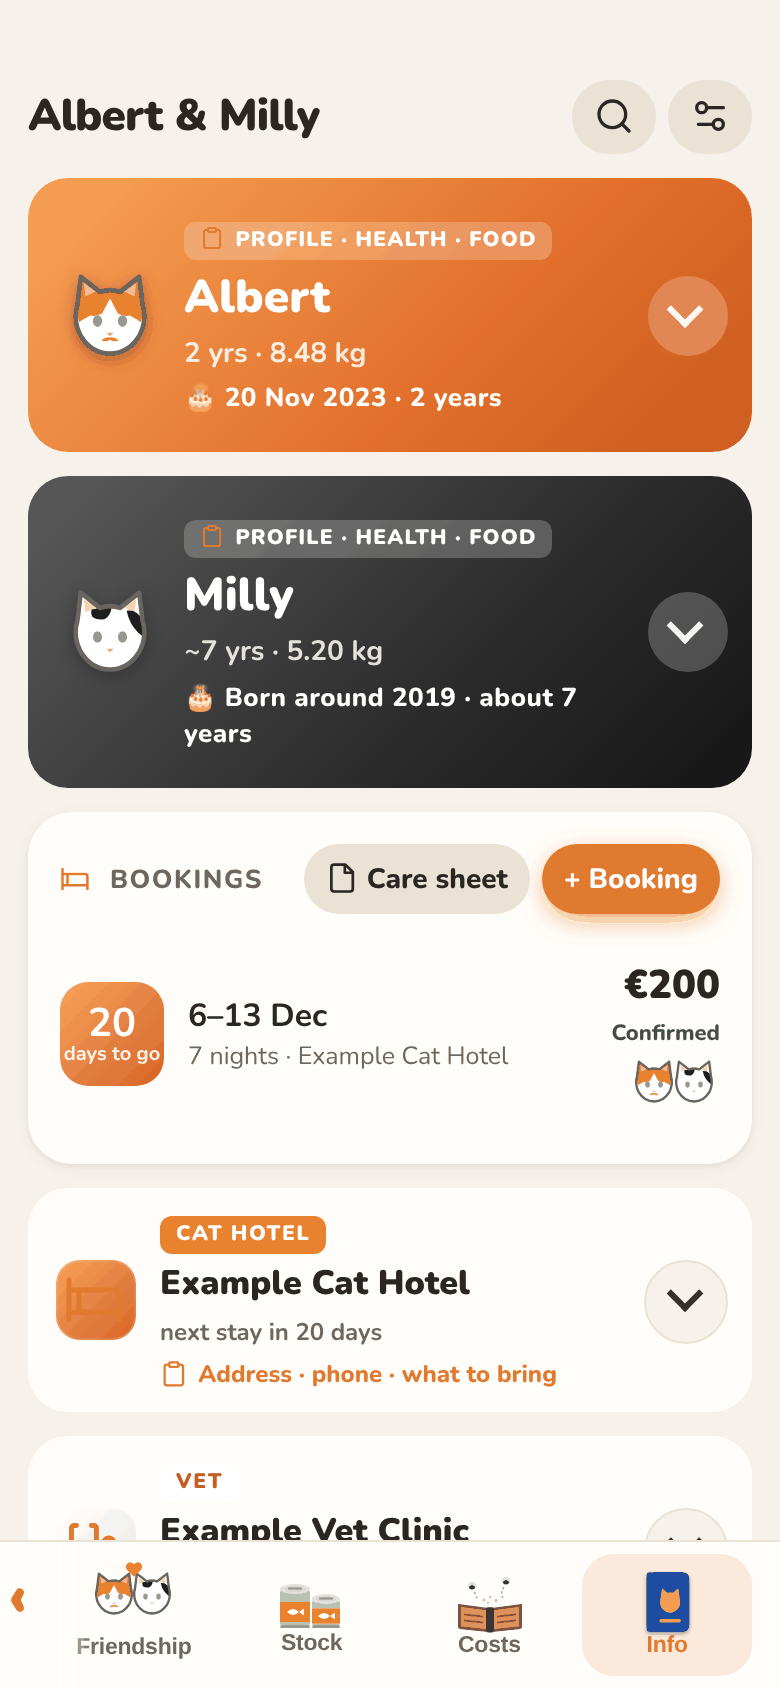 Albert & Milly
PROFILE · HEALTH · FOOD
Albert
2 yrs · 8.48 kg
🎂 20 Nov 2023 · 2 years
PROFILE · HEALTH · FOOD
Milly
~7 yrs · 5.20 kg
🎂 Born around 2019 · about 7
years
BOOKINGS
Care sheet
+ Booking
20
days to go
6–13 Dec
7 nights · Example Cat Hotel
€200
Confirmed
CAT HOTEL
Example Cat Hotel
next stay in 20 days
Address · phone · what to bring
VET
Example Vet Clinic
Friendship
Stock
Costs
Info